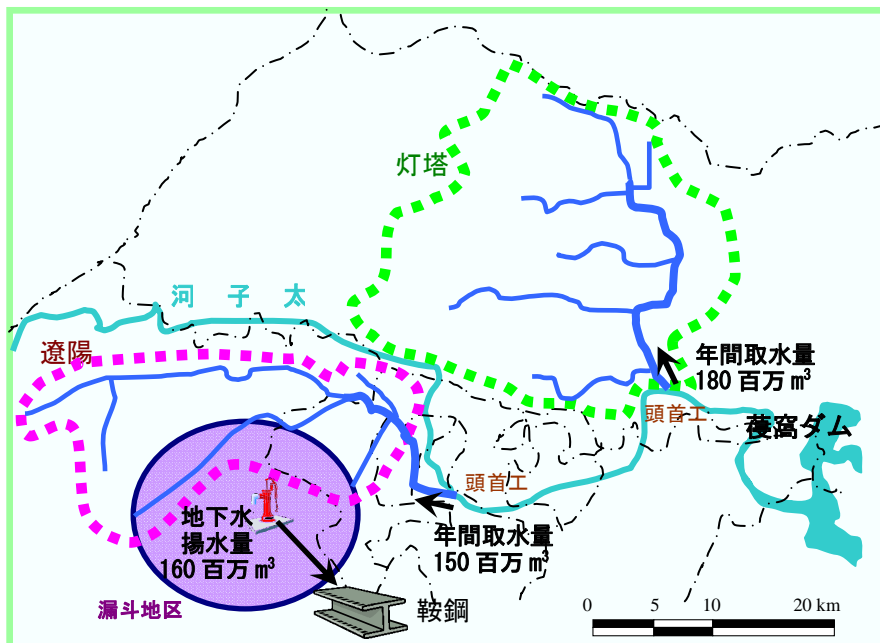 灯塔
河 子 太
遼陽
年間取水量
180 百万 m³
頭首工
葠窩ダム
頭首工
年間取水量
150 百万 m³
地下水
揚水量
160 百万 m³
漏斗地区
鞍鋼
0 5 10 20 km